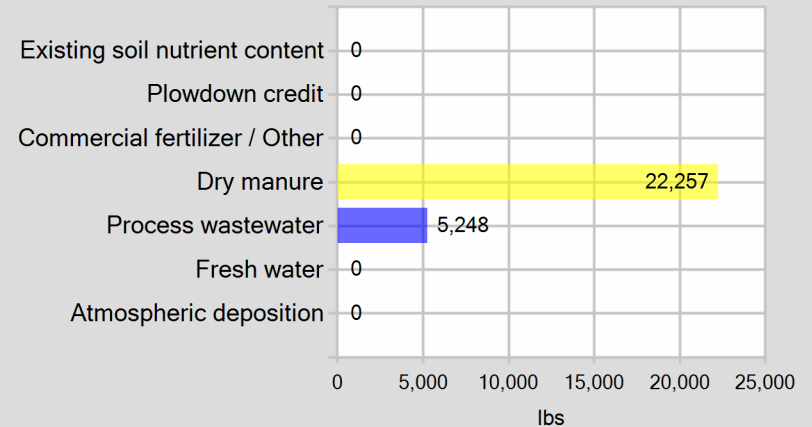 Existing soil nutrient content 0
Plowdown credit 0
Commercial fertilizer / Other 0
Dry manure 22,257
Process wastewater 5,248
Fresh water 0
Atmospheric deposition 0
0 5,000 10,000 15,000 20,000 25,000
lbs